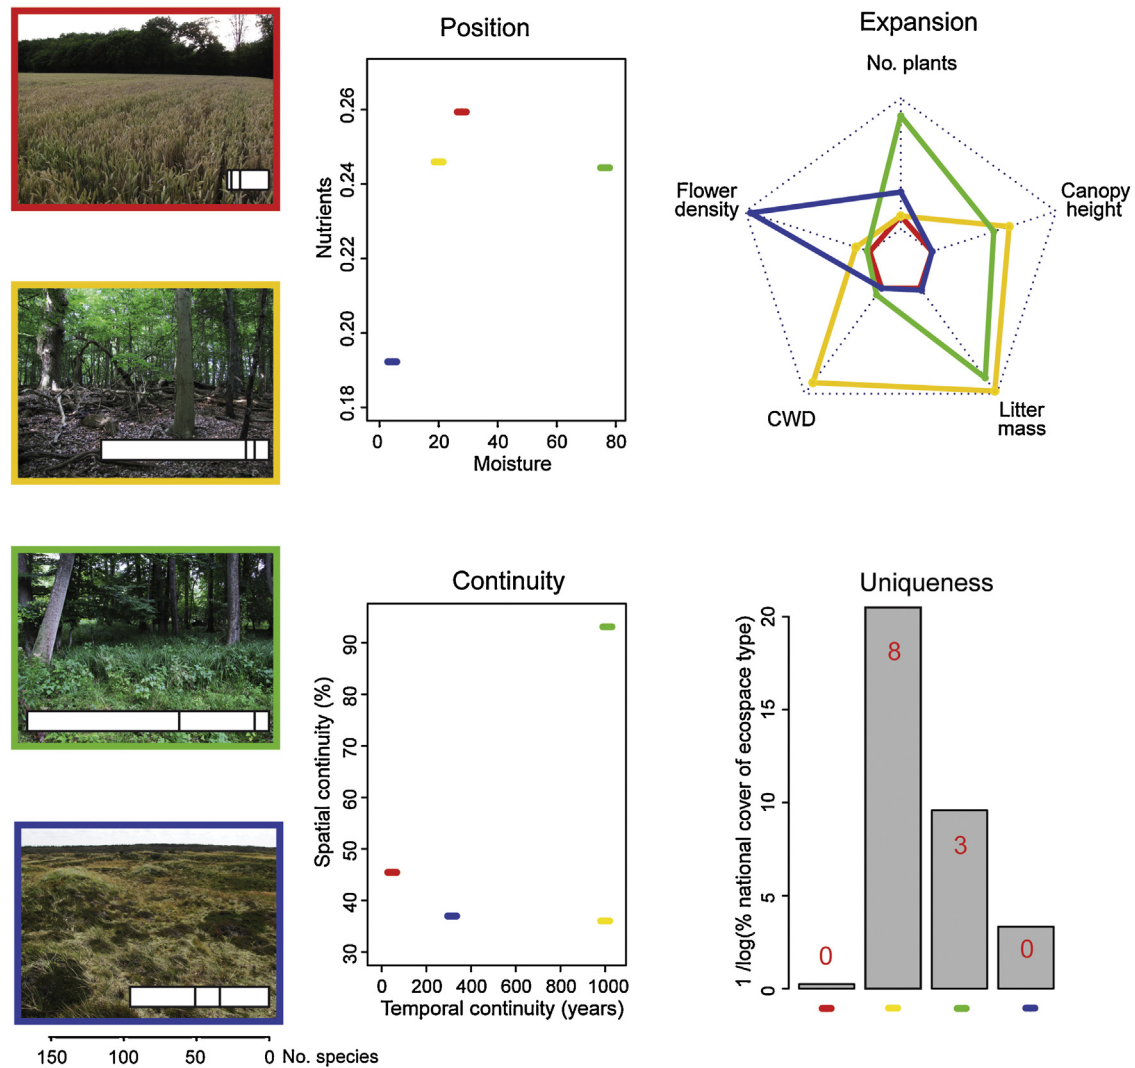 Position
Nutrients
0.18
0.20
0.22
0.24
0.26
0
20
40
60
80
Moisture
Expansion
No. plants
Flower
density
Canopy
height
CWD
Litter
mass
Continuity
Spatial continuity (%)
30
40
50
60
70
80
90
0
200
400
600
800
1000
Temporal continuity (years)
Uniqueness
1 /log(% national cover of ecospace type)
0
5
10
15
20
0
8
3
0
150
100
50
0
No. species